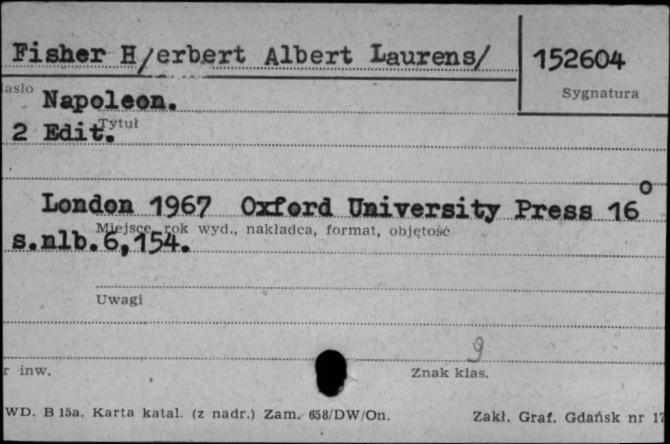 Fisher H/erbert Albert Laurens/
152604
asło
Sygnatura
Napoleon.
Tytuł
2 Edit.
London 1967 Oxford University Press 16°
Miejsce, rok wyd., nakładca, format, objętość
s.nlb.6,154.
Uwagi
9
r inw.
Znak klas.
WD. B 15a. Karta katal. (z nadr.) Zam. 658/DW/On.
Zakł. Graf. Gdańsk nr 17